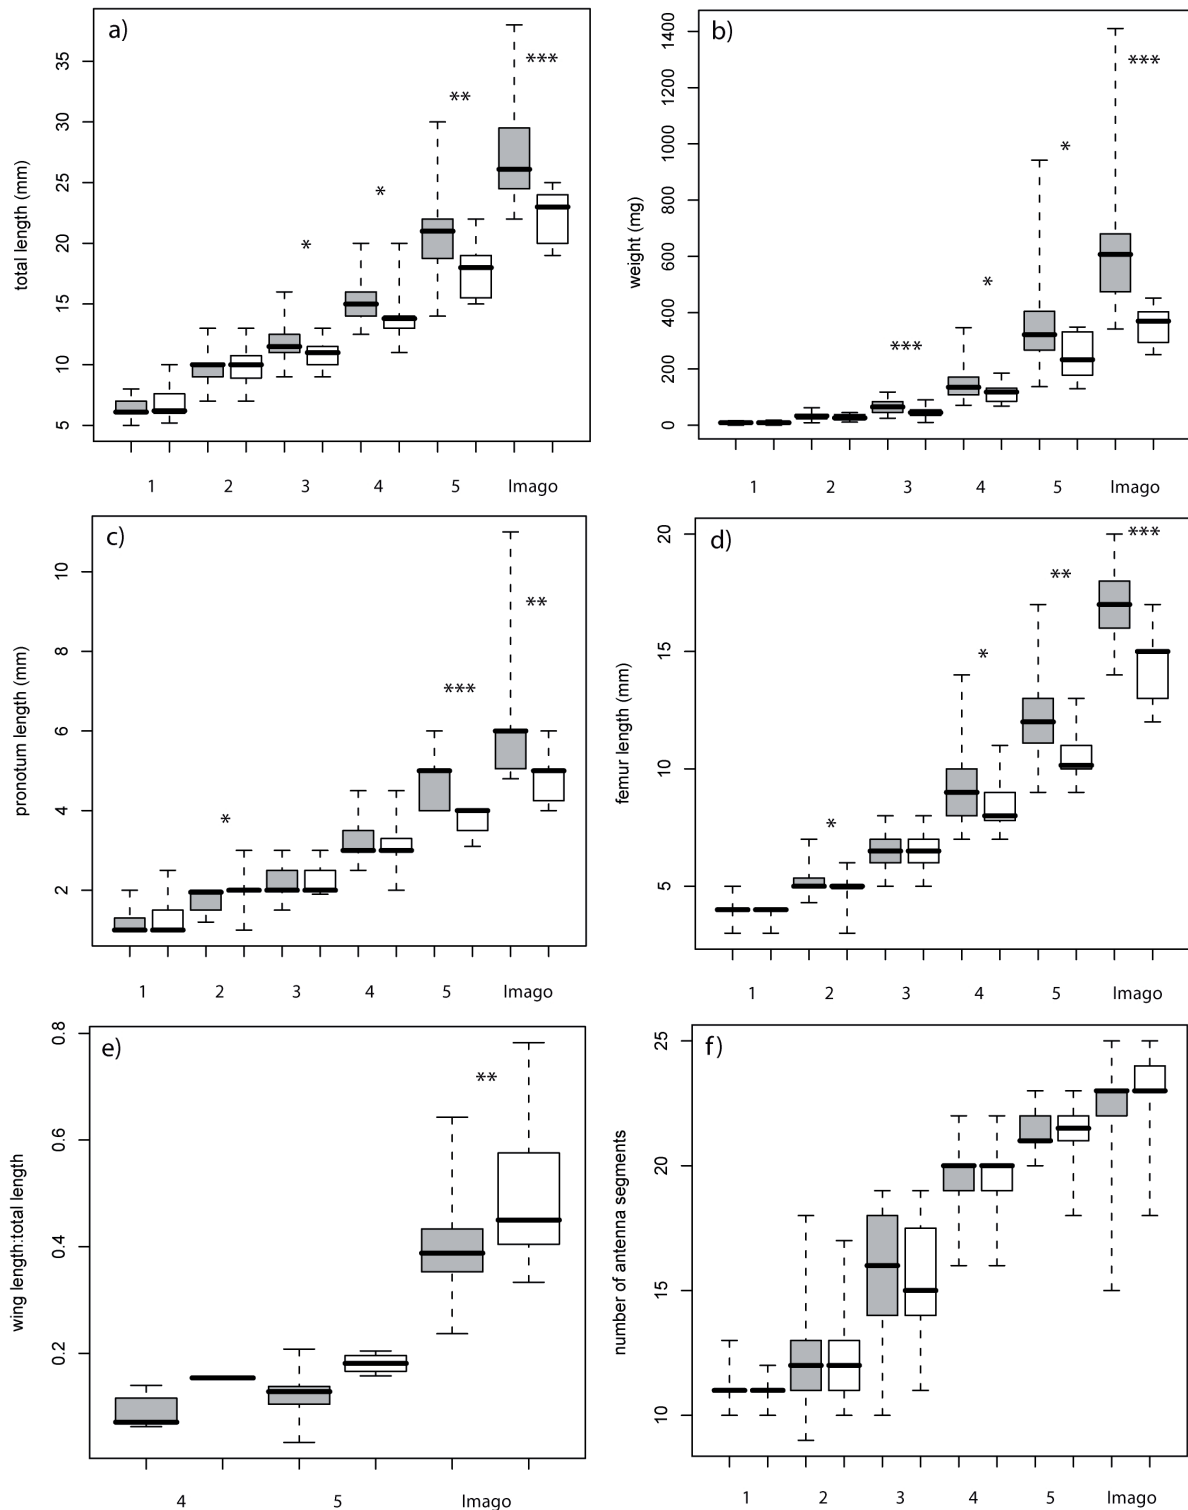 a)
total length (mm)
35
30
25
20
15
10
5
*
*
**
***
1 2 3 4 5 Imago
b)
weight (mg)
1400
1200
1000
800
600
400
200
0
***
*
*
***
1 2 3 4 5 Imago
c)
pronotum length (mm)
10
8
6
4
2
*
***
**
1 2 3 4 5 Imago
d)
femur length (mm)
20
15
10
5
*
*
**
***
1 2 3 4 5 Imago
e)
wing length:total length
0.8
0.6
0.4
0.2
**
4 5 Imago
f)
number of antenna segments
25
20
15
10
1 2 3 4 5 Imago